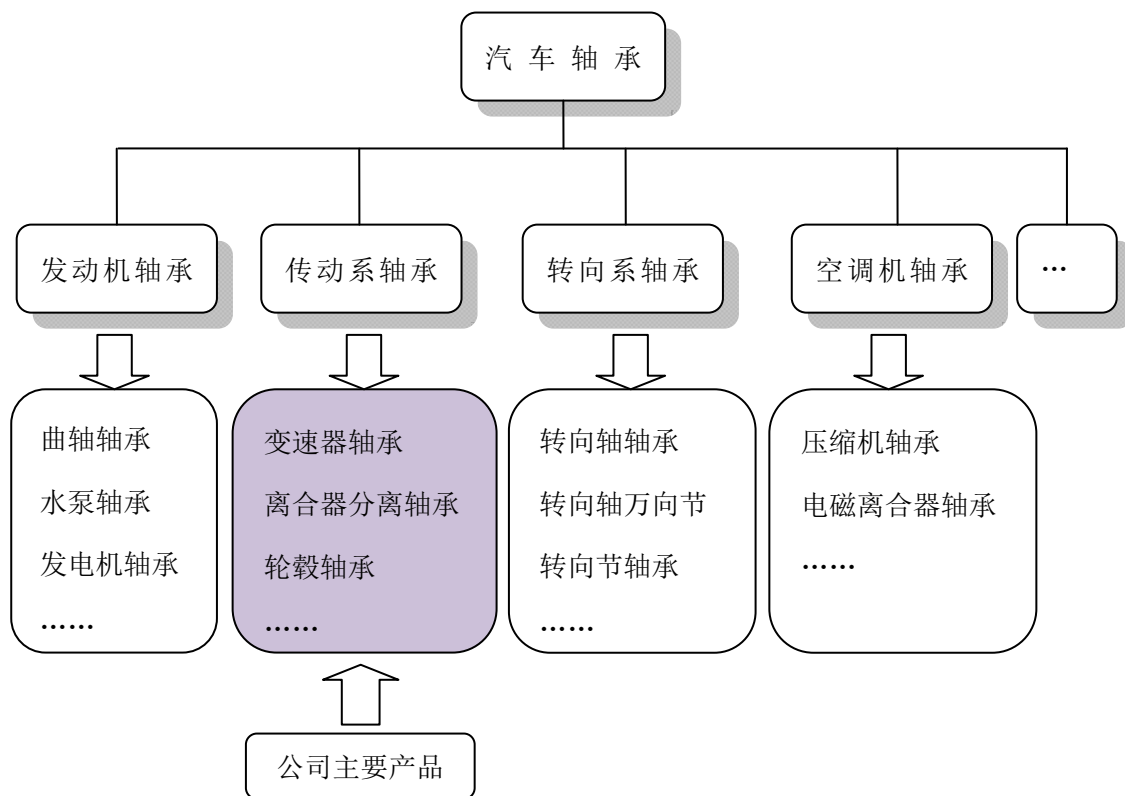 汽车轴承
发动机轴承
传动系轴承
转向系轴承
空调机轴承
…
曲轴轴承
水泵轴承
发电机轴承
……
变速器轴承
离合器分离轴承
轮毂轴承
……
转向轴轴承
转向轴万向节
转向节轴承
……
压缩机轴承
电磁离合器轴承
……
公司主要产品